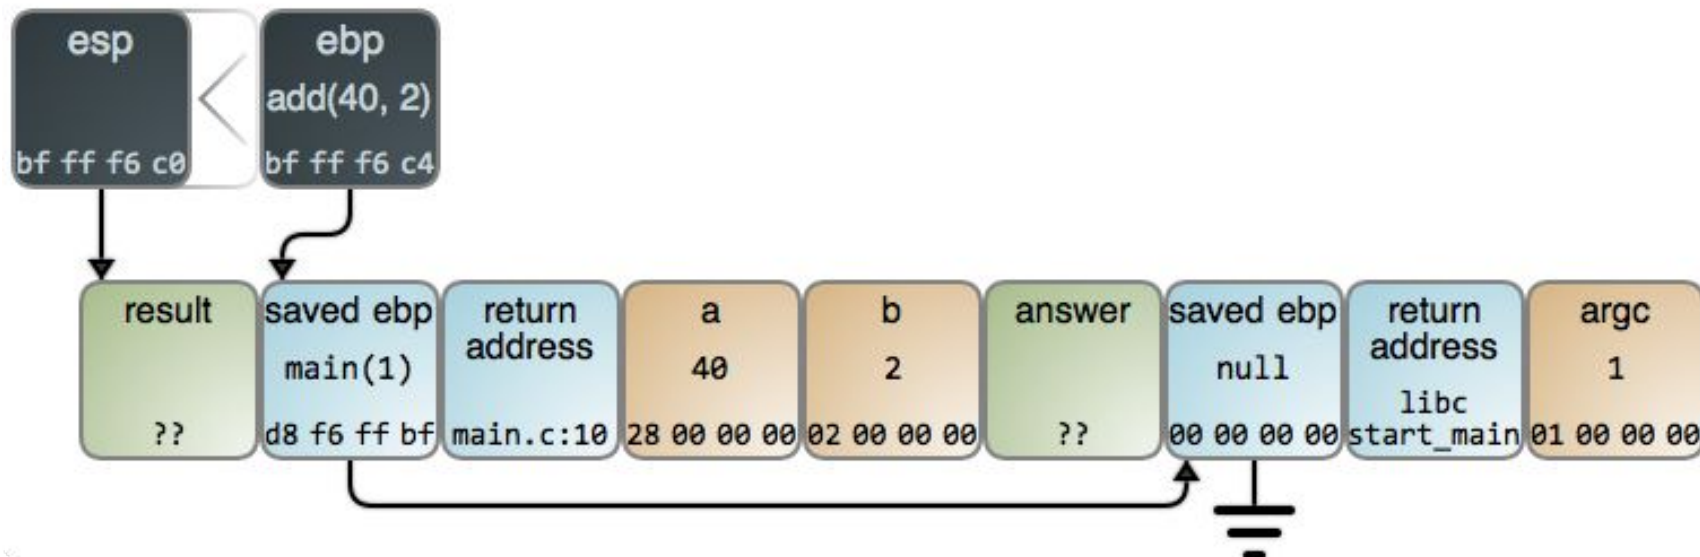 esp
bf ff f6 c0
ebp
add(40, 2)
bf ff f6 c4
result
??
saved ebp
main(1)
d8 f6 ff bf
return
address
main.c:10
a
40
28 00 00 00
b
2
02 00 00 00
answer
??
saved ebp
null
00 00 00 00
return
address
libc
start_main
argc
1
01 00 00 00